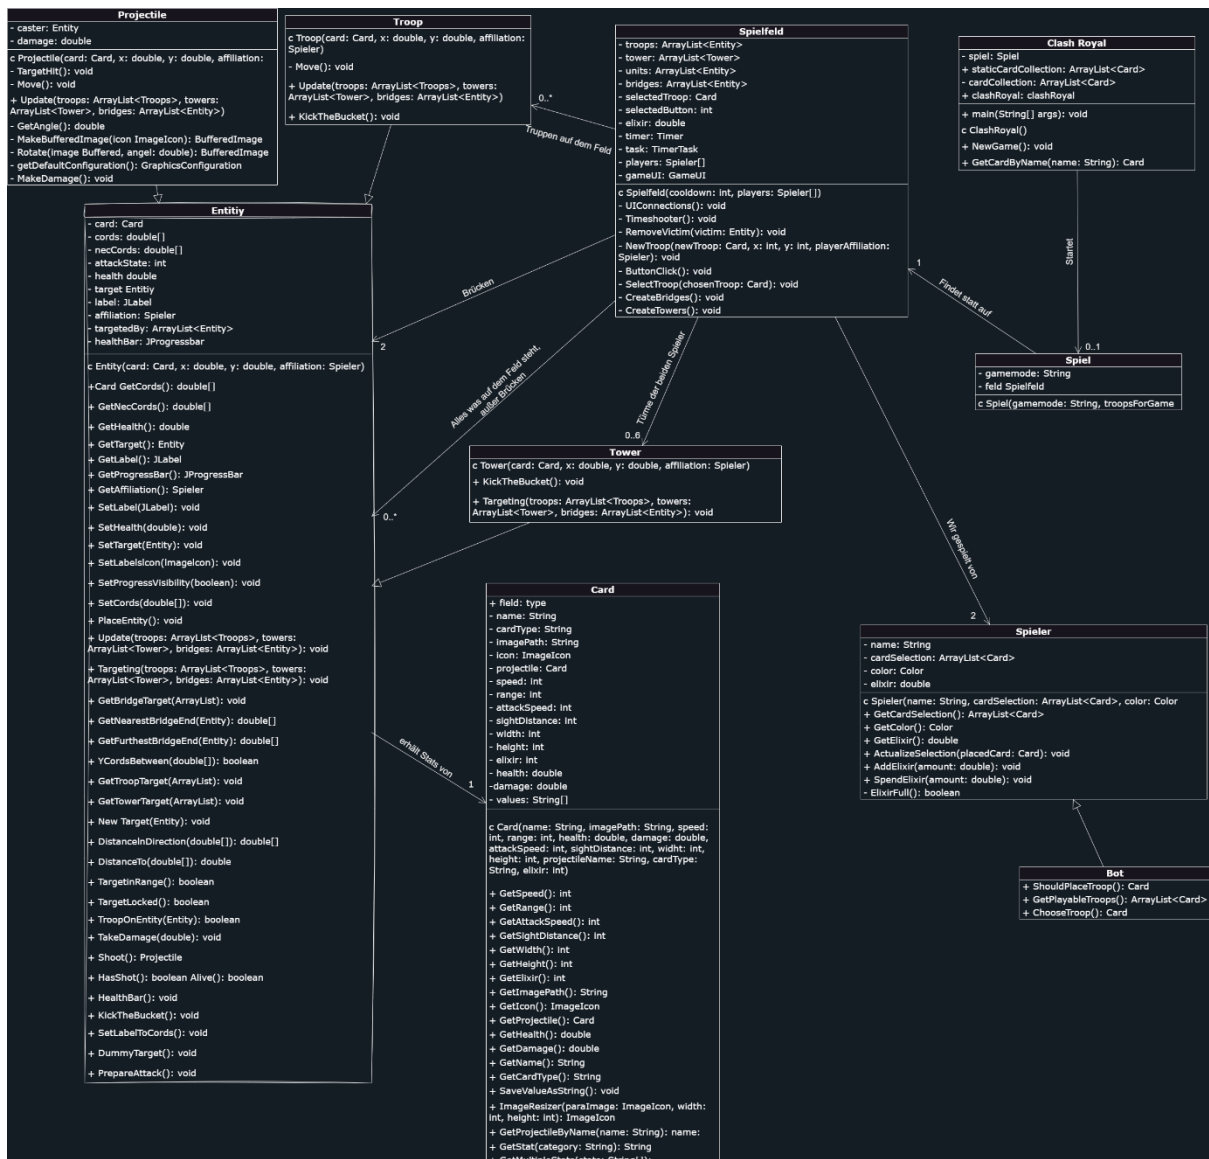 Projectile
- caster: Entity
- damage: double
c Projectile(card: Card, x: double, y: double, affiliation:
- TargetHit(): void
- Move(): void
+ Update(troops: ArrayList<Troops>, towers:
ArrayList<Tower>, bridges: ArrayList<Entity>)
- GetAngle(): double
- MakeBufferedImage(icon ImageIcon): BufferedImage
- Rotate(image Buffered, angel: double): BufferedImage
- getDefaultConfiguration(): GraphicsConfiguration
- MakeDamage(): void
Troop
c Troop(card: Card, x: double, y: double, affiliation:
Spieler)
- Move(): void
+ Update(troops: ArrayList<Troops>, towers:
ArrayList<Tower>, bridges: ArrayList<Entity>)
+ KickTheBucket(): void
0..*
Truppen auf dem Feld
Spielfeld
- troops: ArrayList<Entity>
- tower: ArrayList<Tower>
- units: ArrayList<Entity>
- bridges: ArrayList<Entity>
- selectedTroop: Card
- selectedButton: int
- elixir: double
- timer: Timer
- task: TimerTask
- players: Spieler[]
- gameUI: GameUI
c Spielfeld(cooldown: int, players: Spieler[])
- UIConnections(): void
- Timeshooter(): void
- RemoveVictim(victim: Entity): void
- NewTroop(newTroop: Card, x: int, y: int, playerAffiliation:
Spieler): void
- ButtonClick(): void
- SelectTroop(chosenTroop: Card): void
- CreateBridges(): void
- CreateTowers(): void
Clash Royal
- spiel: Spiel
+ staticCardCollection: ArrayList<Card>
- cardCollection: ArrayList<Card>
+ clashRoyal: clashRoyal
+ main(String[] args): void
c ClashRoyal()
+ NewGame(): void
+ GetCardByName(name: String): Card
Startet
0..1
1
Findet statt auf
Spiel
- gamemode: String
- feld Spielfeld
c Spiel(gamemode: String, troopsForGame
Entitiy
- card: Card
- cords: double[]
- necCords: double[]
- attackState: int
- health double
- target Entitiy
- label: JLabel
- affiliation: Spieler
- targetedBy: ArrayList<Entity>
- healthBar: JProgressbar
c Entity(card: Card, x: double, y: double, affiliation: Spieler)
+Card GetCords(): double[]
+ GetNecCords(): double[]
+ GetHealth(): double
+ GetTarget(): Entity
+ GetLabel(): JLabel
+ GetProgressBar(): JProgressBar
+ GetAffiliation(): Spieler
+ SetLabel(JLabel): void
+ SetHealth(double): void
+ SetTarget(Entity): void
+ SetLabelsIcon(ImageIcon): void
+ SetProgressVisibility(boolean): void
+ SetCords(double[]): void
+ PlaceEntity(): void
+ Update(troops: ArrayList<Troops>, towers:
ArrayList<Tower>, bridges: ArrayList<Entity>): void
+ Targeting(troops: ArrayList<Troops>, towers:
ArrayList<Tower>, bridges: ArrayList<Entity>): void
+ GetBridgeTarget(ArrayList): void
+ GetNearestBridgeEnd(Entity): double[]
+ GetFurthestBridgeEnd(Entity): double[]
+ YCordsBetween(double[]): boolean
+ GetTroopTarget(ArrayList): void
+ GetTowerTarget(ArrayList): void
+ New Target(Entity): void
+ DistanceInDirection(double[]): double[]
+ DistanceTo(double[]): double
+ TargetinRange(): boolean
+ TargetLocked(): boolean
+ TroopOnEntity(Entity): boolean
+ TakeDamage(double): void
+ Shoot(): Projectile
+ HasShot(): boolean Alive(): boolean
+ HealthBar(): void
+ KickTheBucket(): void
+ SetLabelToCords(): void
+ DummyTarget(): void
+ PrepareAttack(): void
Brücken
2
Alles was auf dem Feld steht,
außer Brücken
0..*
Türme der beiden Spieler
0..6
Tower
c Tower(card: Card, x: double, y: double, affiliation: Spieler)
+ KickTheBucket(): void
+ Targeting(troops: ArrayList<Troops>, towers:
ArrayList<Tower>, bridges: ArrayList<Entity>): void
erhält Stats von
1
Card
+ field: type
- name: String
- cardType: String
- imagePath: String
- icon: ImageIcon
- projectile: Card
- speed: int
- range: int
- attackSpeed: int
- sightDistance: int
- width: int
- height: int
- elixir: int
- health: double
-damage: double
- values: String[]
c Card(name: String, imagePath: String, speed:
int, range: int, health: double, damage: double,
attackSpeed: int, sightDistance: int, widht: int,
height: int, projectileName: String, cardType:
String, elixir: int)
+ GetSpeed(): int
+ GetRange(): int
+ GetAttackSpeed(): int
+ GetSightDistance(): int
+ GetWidth(): int
+ GetHeight(): int
+ GetElixir(): int
+ GetImagePath(): String
+ GetIcon(): ImageIcon
+ GetProjectile(): Card
+ GetHealth(): double
+ GetDamage(): double
+ GetName(): String
+ GetCardType(): String
+ SaveValueAsString(): void
+ ImageResizer(paraImage: ImageIcon, width:
int, height: int): ImageIcon
+ GetProjectileByName(name: String): name:
+ GetStat(category: String): String
Wir gespielt von
2
Spieler
- name: String
- cardSelection: ArrayList<Card>
- color: Color
- elixir: double
c Spieler(name: String, cardSelection: ArrayList<Card>, color: Color
+ GetCardSelection(): ArrayList<Card>
+ GetColor(): Color
+ GetElixir(): double
+ ActualizeSelection(placedCard: Card): void
+ AddElixir(amount: double): void
+ SpendElixir(amount: double): void
- ElixirFull(): boolean
Bot
+ ShouldPlaceTroop(): Card
+ GetPlayableTroops(): ArrayList<Card>
+ ChooseTroop(): Card